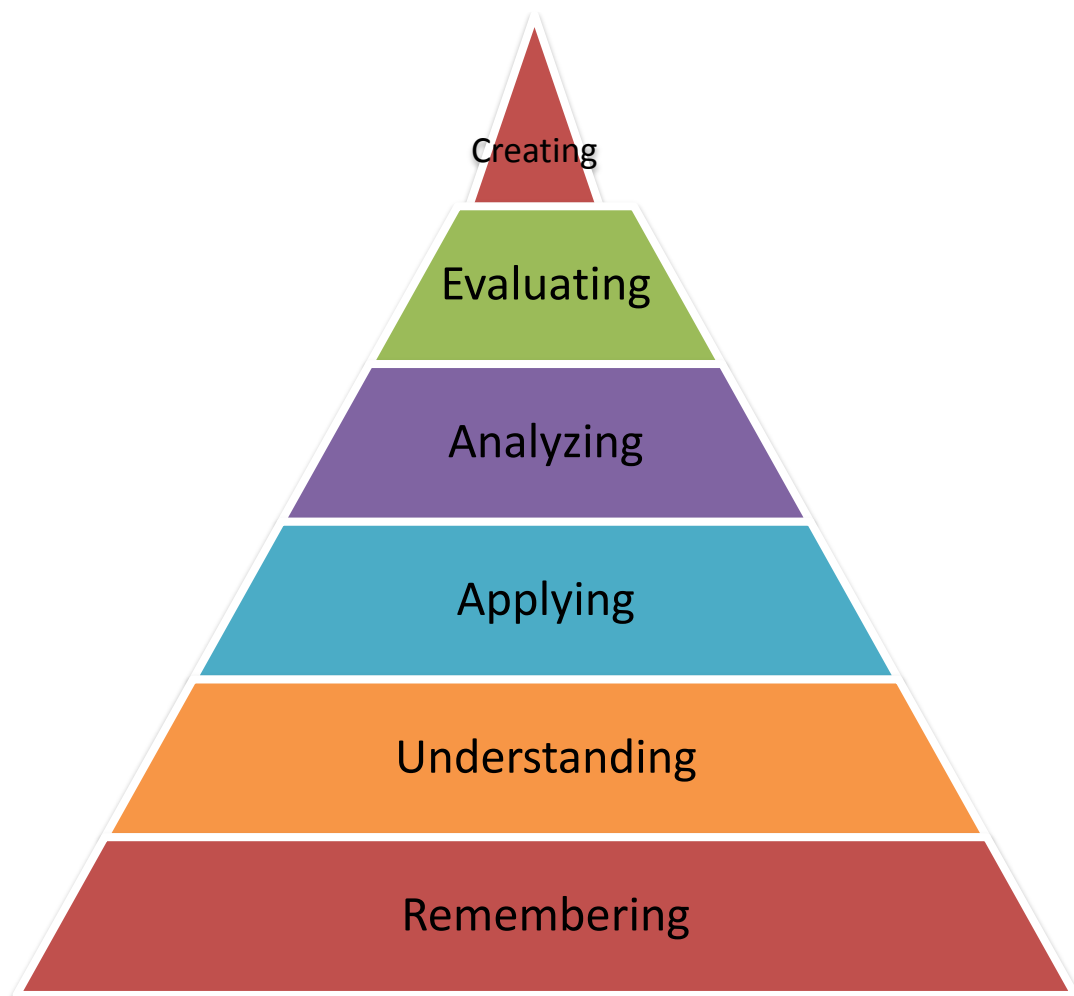 Creating
Evaluating
Analyzing
Applying
Understanding
Remembering